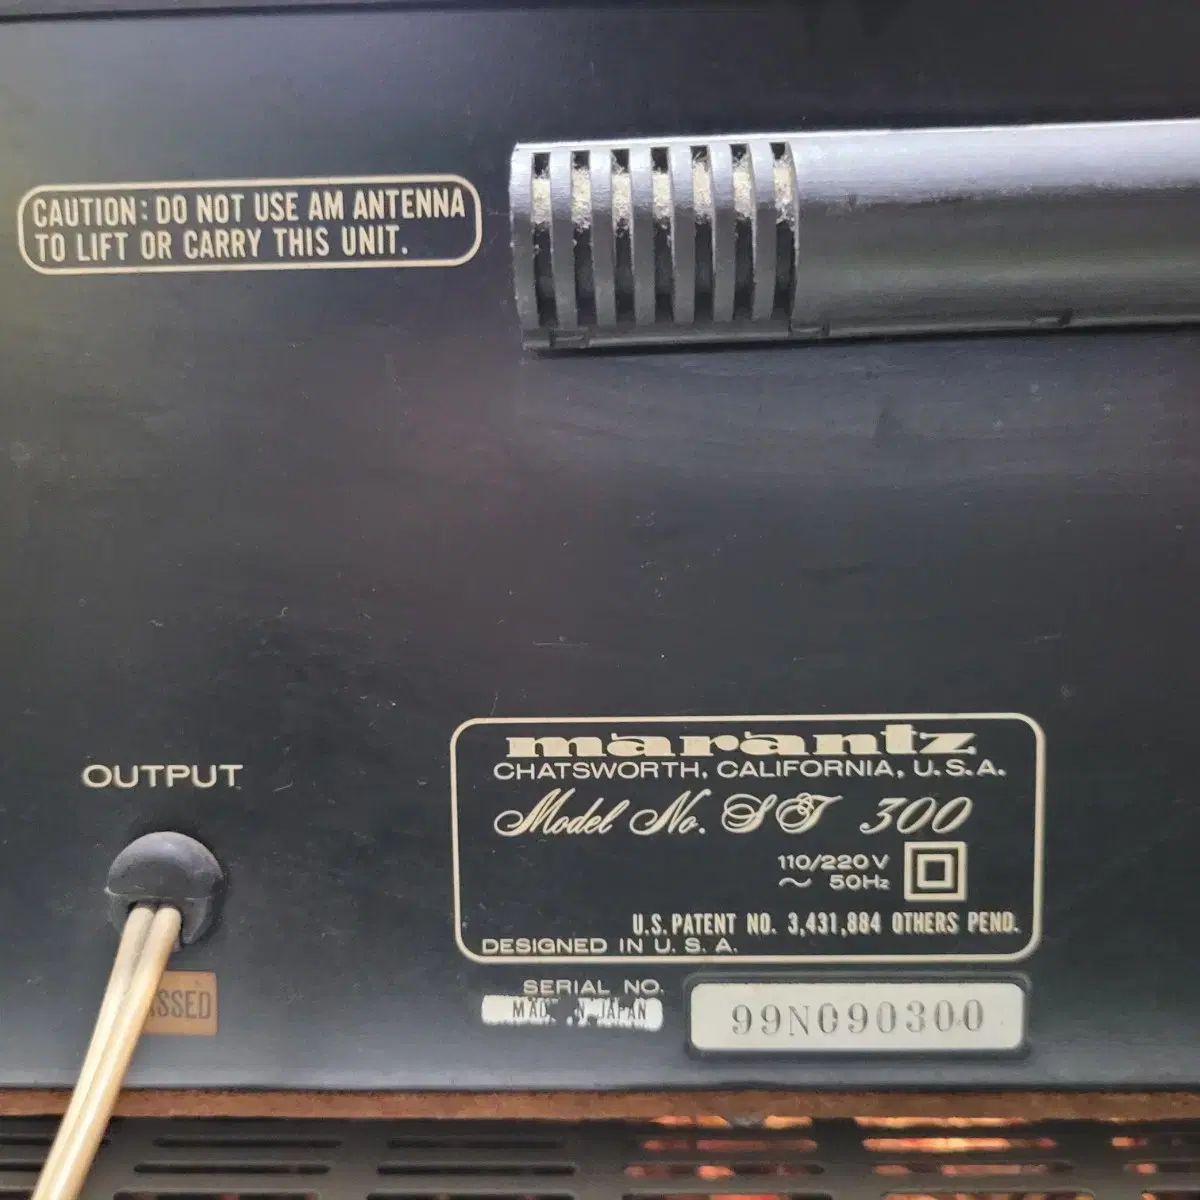 CAUTION: DO NOT USE AM ANTENNA
TO LIFT OR CARRY THIS UNIT.
OUTPUT
marantz
CHATSWORTH, CALIFORNIA, U.S.A.
Model No. ST 300
110/220V
~ 50Hz
U.S. PATENT NO. 3,431,884 OTHERS PEND.
DESIGNED IN U. S. A.
SERIAL NO.
JAPAN
99N090300